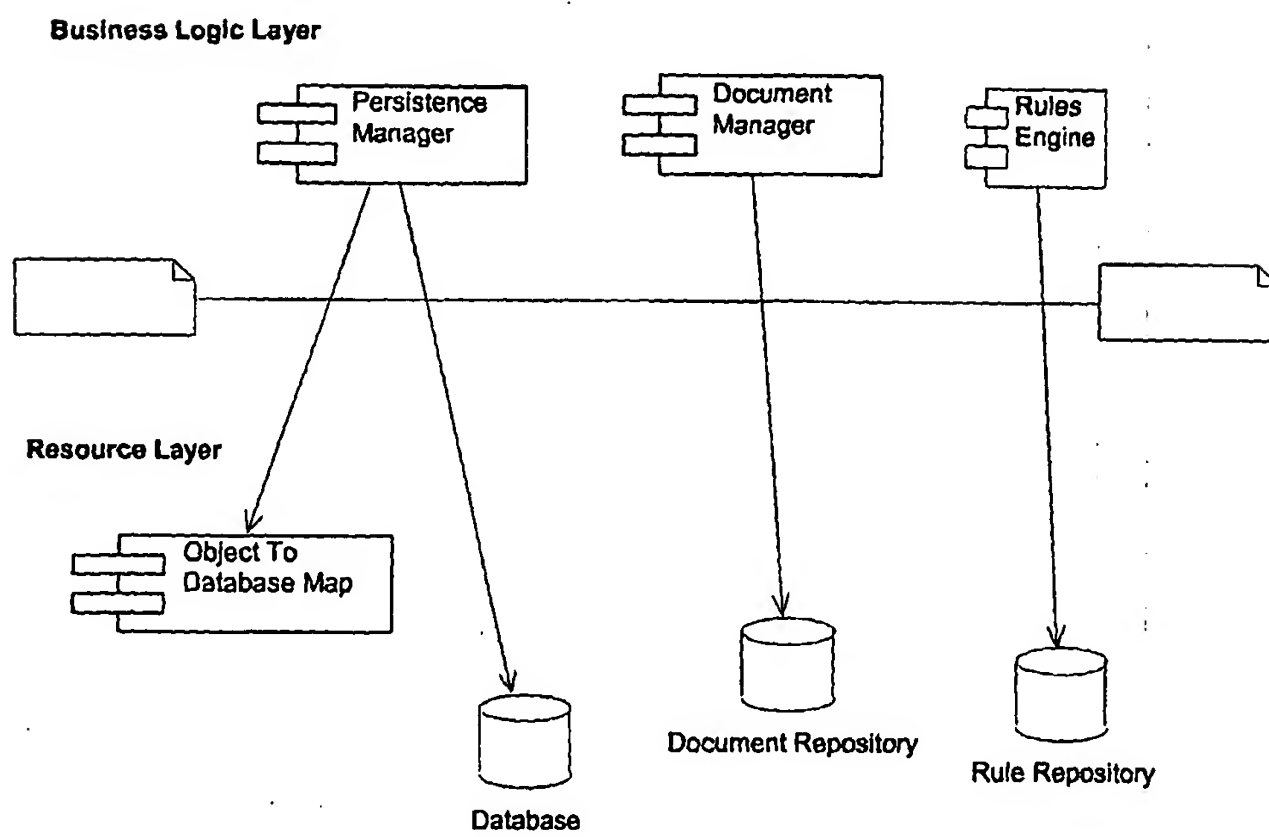 Business Logic Layer
Persistence
Manager
Document
Manager
Rules
Engine
Resource Layer
Object To
Database Map
Document Repository
Rule Repository
Database